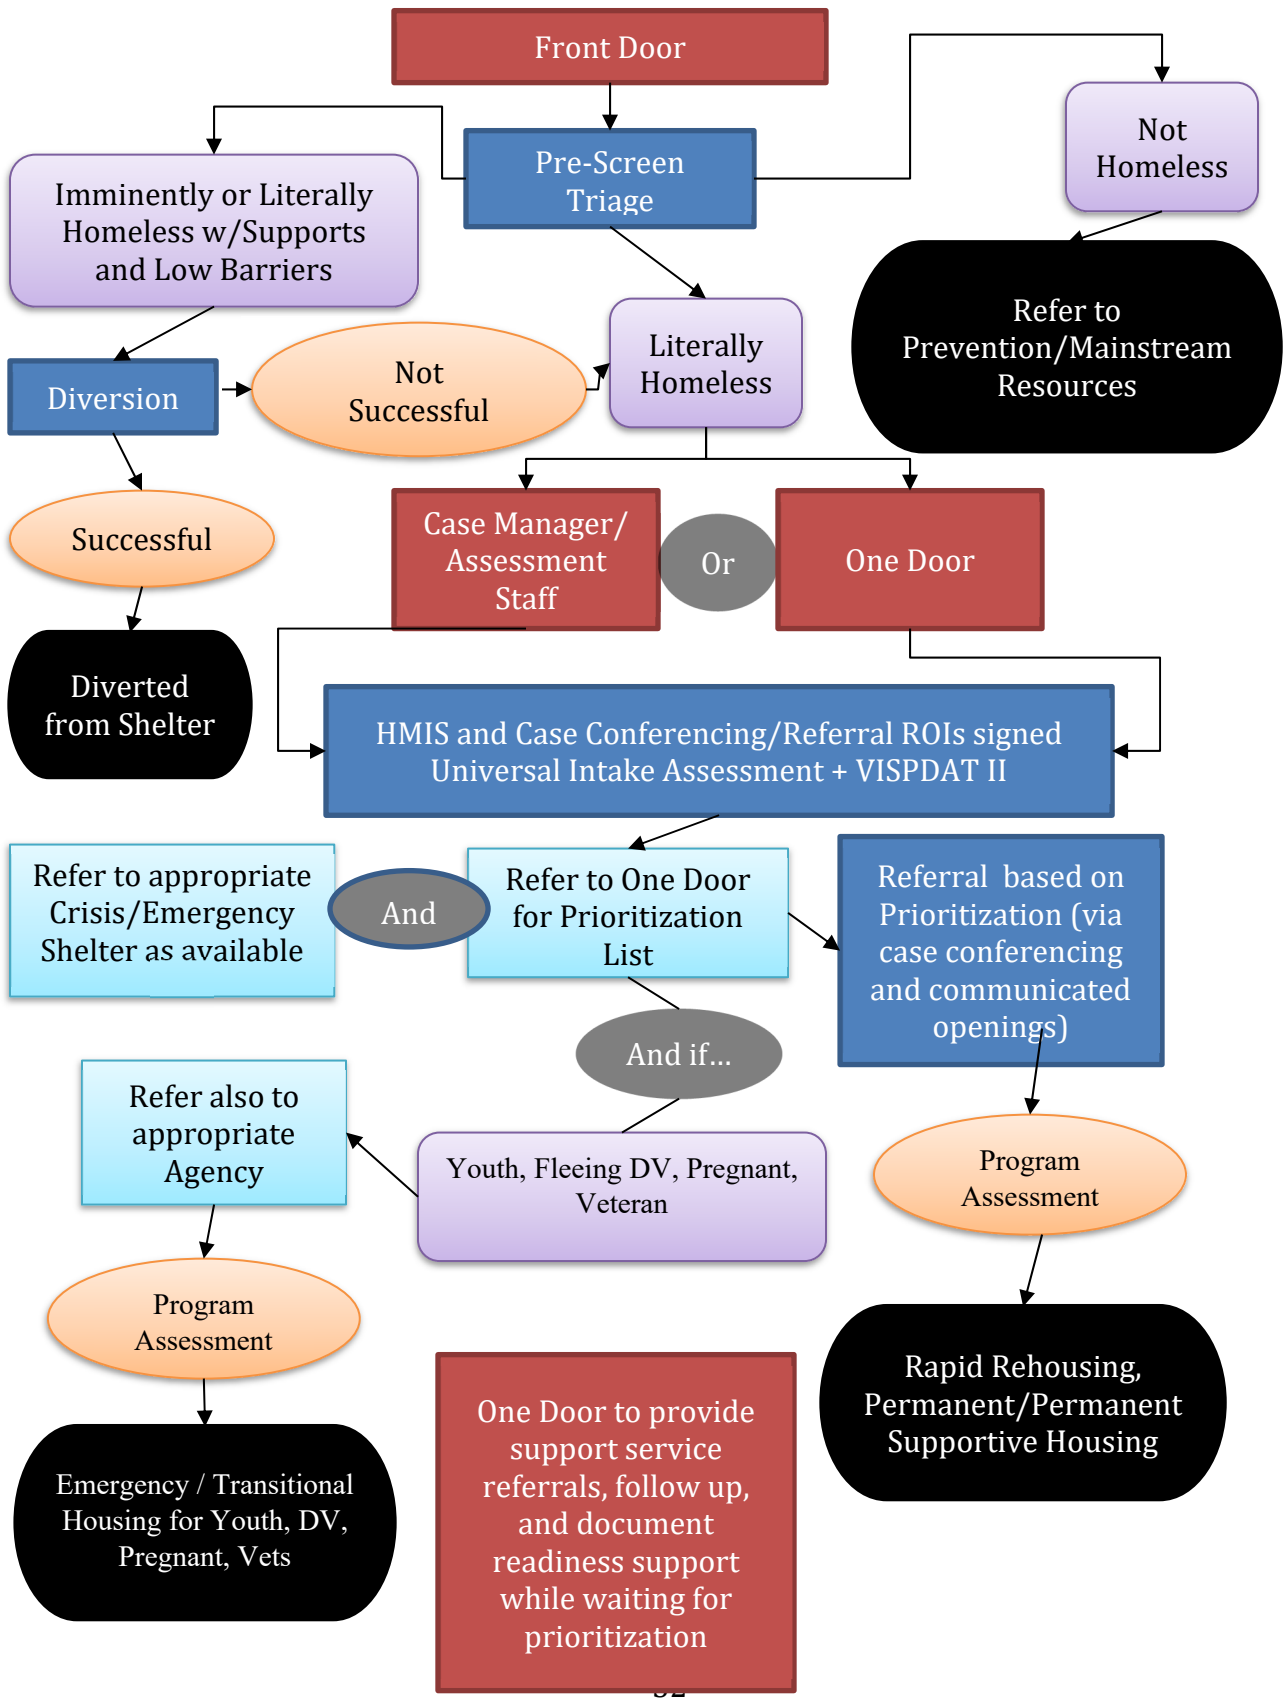 Front Door
Pre-Screen
Triage
Not
Homeless
Imminently or Literally
Homeless w/Supports
and Low Barriers
Refer to
Prevention/Mainstream
Resources
Literally
Homeless
Not
Successful
Diversion
Successful
Case Manager/
Assessment
Staff
Or
One Door
Diverted
from Shelter
HMIS and Case Conferencing/Referral ROIs signed
Universal Intake Assessment + VISPDAT II
Refer to appropriate
Crisis/Emergency
Shelter as available
And
Refer to One Door
for Prioritization
List
Referral  based on
Prioritization (via
case conferencing
and communicated
openings)
And if...
Refer also to
appropriate
Agency
Youth, Fleeing DV, Pregnant,
Veteran
Program
Assessment
Program
Assessment
Rapid Rehousing,
Permanent/Permanent
Supportive Housing
Emergency / Transitional
Housing for Youth, DV,
Pregnant, Vets
One Door to provide
support service
referrals, follow up,
and document
readiness support
while waiting for
prioritization